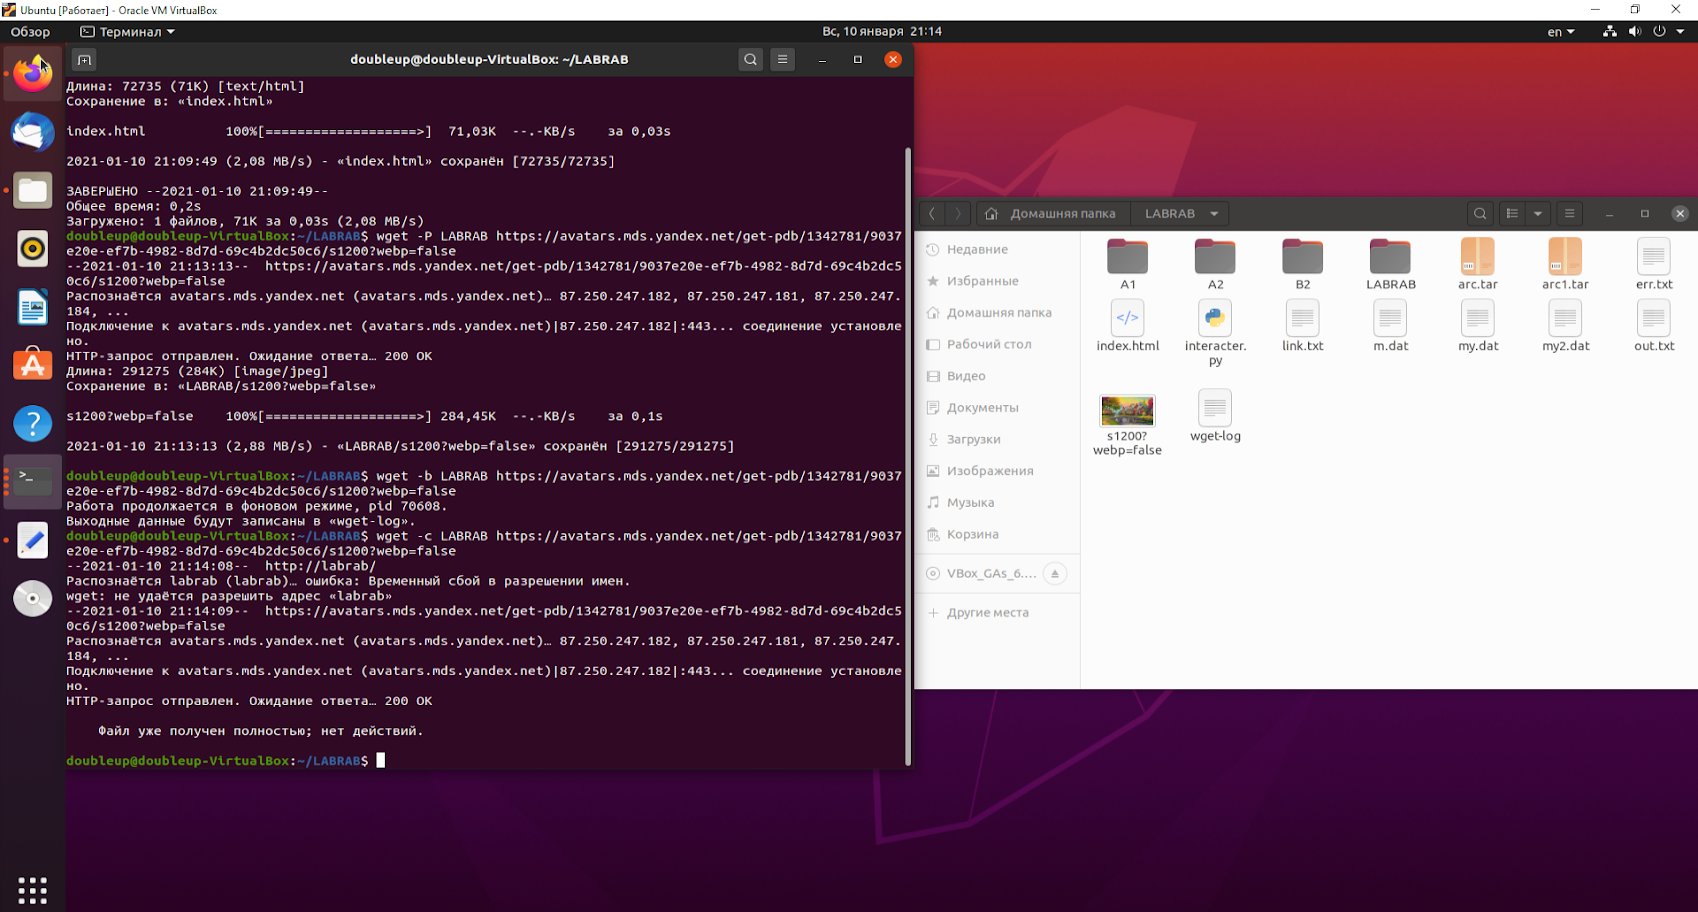 Ubuntu [Работает] - Oracle VM VirtualBox
Обзор
Терминал
Вс, 10 января 21:14
en
doubleup@doubleup-VirtualBox: ~/LABRAB
Длина: 72735 (71K) [text/html]
Сохранение в: «index.html»
index.html          100%[===================>]  71,03K  --.-KB/s    за 0,03s
2021-01-10 21:09:49 (2,08 MB/s) - «index.html» сохранён [72735/72735]
ЗАВЕРШЕНО --2021-01-10 21:09:49--
Общее время: 0,2s
Загружено: 1 файлов, 71K за 0,03s (2,08 MB/s)
doubleup@doubleup-VirtualBox:~/LABRAB$ wget -P LABRAB https://avatars.mds.yandex.net/get-pdb/1342781/9037
e20e-ef7b-4982-8d7d-69c4b2dc50c6/s1200?webp=false
--2021-01-10 21:13:13--  https://avatars.mds.yandex.net/get-pdb/1342781/9037e20e-ef7b-4982-8d7d-69c4b2dc5
0c6/s1200?webp=false
Распознаётся avatars.mds.yandex.net (avatars.mds.yandex.net)… 87.250.247.182, 87.250.247.181, 87.250.247.
184, ...
Подключение к avatars.mds.yandex.net (avatars.mds.yandex.net)|87.250.247.182|:443... соединение установле
но.
HTTP-запрос отправлен. Ожидание ответа… 200 OK
Длина: 291275 (284K) [image/jpeg]
Сохранение в: «LABRAB/s1200?webp=false»
s1200?webp=false    100%[===================>] 284,45K  --.-KB/s    за 0,1s
2021-01-10 21:13:13 (2,88 MB/s) - «LABRAB/s1200?webp=false» сохранён [291275/291275]
doubleup@doubleup-VirtualBox:~/LABRAB$ wget -b LABRAB https://avatars.mds.yandex.net/get-pdb/1342781/9037
e20e-ef7b-4982-8d7d-69c4b2dc50c6/s1200?webp=false
Работа продолжается в фоновом режиме, pid 70608.
Выходные данные будут записаны в «wget-log».
doubleup@doubleup-VirtualBox:~/LABRAB$ wget -c LABRAB https://avatars.mds.yandex.net/get-pdb/1342781/9037
e20e-ef7b-4982-8d7d-69c4b2dc50c6/s1200?webp=false
--2021-01-10 21:14:08--  http://labrab/
Распознаётся labrab (labrab)… ошибка: Временный сбой в разрешении имен.
wget: не удаётся разрешить адрес «labrab»
--2021-01-10 21:14:09--  https://avatars.mds.yandex.net/get-pdb/1342781/9037e20e-ef7b-4982-8d7d-69c4b2dc5
0c6/s1200?webp=false
Распознаётся avatars.mds.yandex.net (avatars.mds.yandex.net)… 87.250.247.182, 87.250.247.181, 87.250.247.
184, ...
Подключение к avatars.mds.yandex.net (avatars.mds.yandex.net)|87.250.247.182|:443... соединение установле
но.
HTTP-запрос отправлен. Ожидание ответа… 200 OK
Файл уже получен полностью; нет действий.
doubleup@doubleup-VirtualBox:~/LABRAB$
Домашняя папка
LABRAB
Недавние
Избранные
Домашняя папка
Рабочий стол
Видео
Документы
Загрузки
Изображения
Музыка
Корзина
VBox_GAs_6....
Другие места
A1
A2
B2
LABRAB
arc.tar
arc1.tar
err.txt
index.html
interacter.
py
link.txt
m.dat
my.dat
my2.dat
out.txt
s1200?
webp=false
wget-log